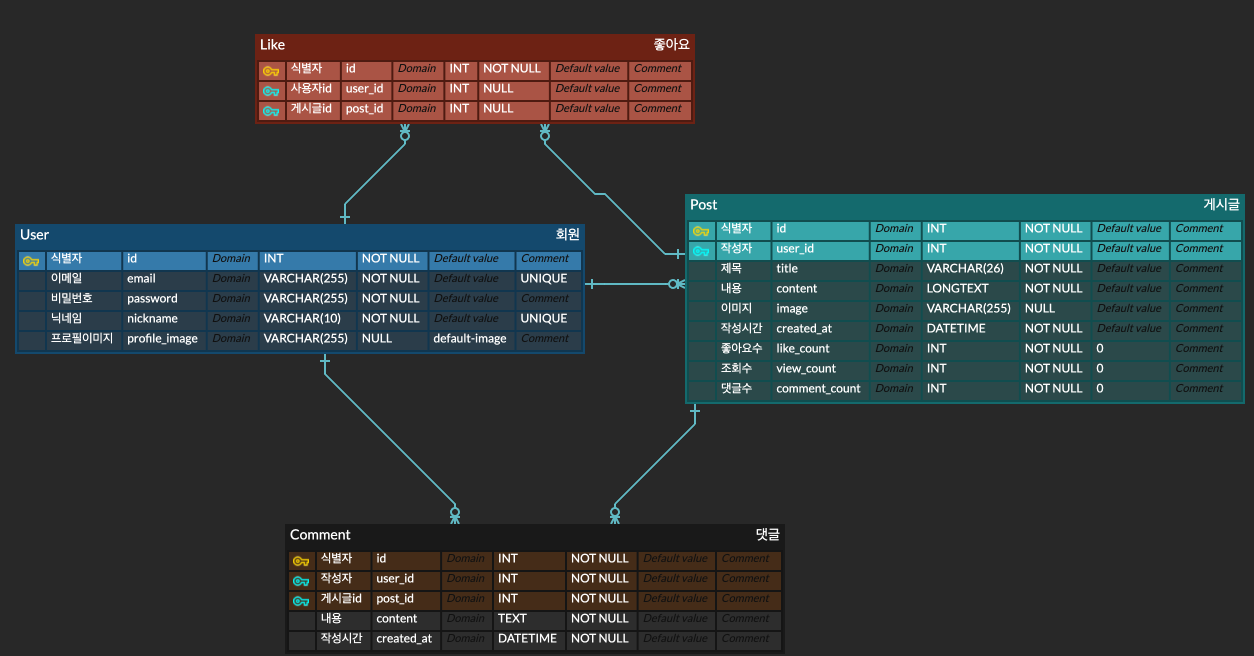 Like 좋아요
식별자 id Domain INT NOT NULL Default value Comment
사용자id user_id Domain INT NULL Default value Comment
게시글id post_id Domain INT NULL Default value Comment
User 회원
식별자 id Domain INT NOT NULL Default value Comment
이메일 email Domain VARCHAR(255) NOT NULL Default value UNIQUE
비밀번호 password Domain VARCHAR(255) NOT NULL Default value Comment
닉네임 nickname Domain VARCHAR(10) NOT NULL Default value UNIQUE
프로필이미지 profile_image Domain VARCHAR(255) NULL default-image Comment
Post 게시글
식별자 id Domain INT NOT NULL Default value Comment
작성자 user_id Domain INT NOT NULL Default value Comment
제목 title Domain VARCHAR(26) NOT NULL Default value Comment
내용 content Domain LONGTEXT NOT NULL Default value Comment
이미지 image Domain VARCHAR(255) NULL Default value Comment
작성시간 created_at Domain DATETIME NOT NULL Default value Comment
좋아요수 like_count Domain INT NOT NULL 0 Comment
조회수 view_count Domain INT NOT NULL 0 Comment
댓글수 comment_count Domain INT NOT NULL 0 Comment
Comment 댓글
식별자 id Domain INT NOT NULL Default value Comment
작성자 user_id Domain INT NOT NULL Default value Comment
게시글id post_id Domain INT NOT NULL Default value Comment
내용 content Domain TEXT NOT NULL Default value Comment
작성시간 created_at Domain DATETIME NOT NULL Default value Comment